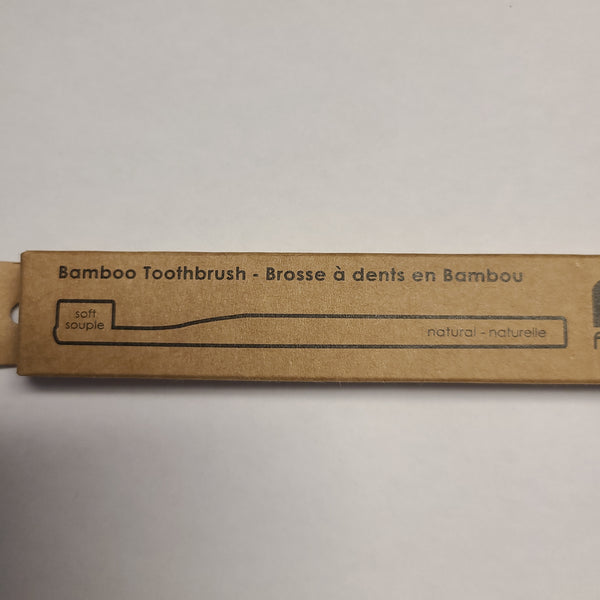 Bamboo Toothbrush - Brosse à dents en Bambou
soft
souple
natural - naturelle